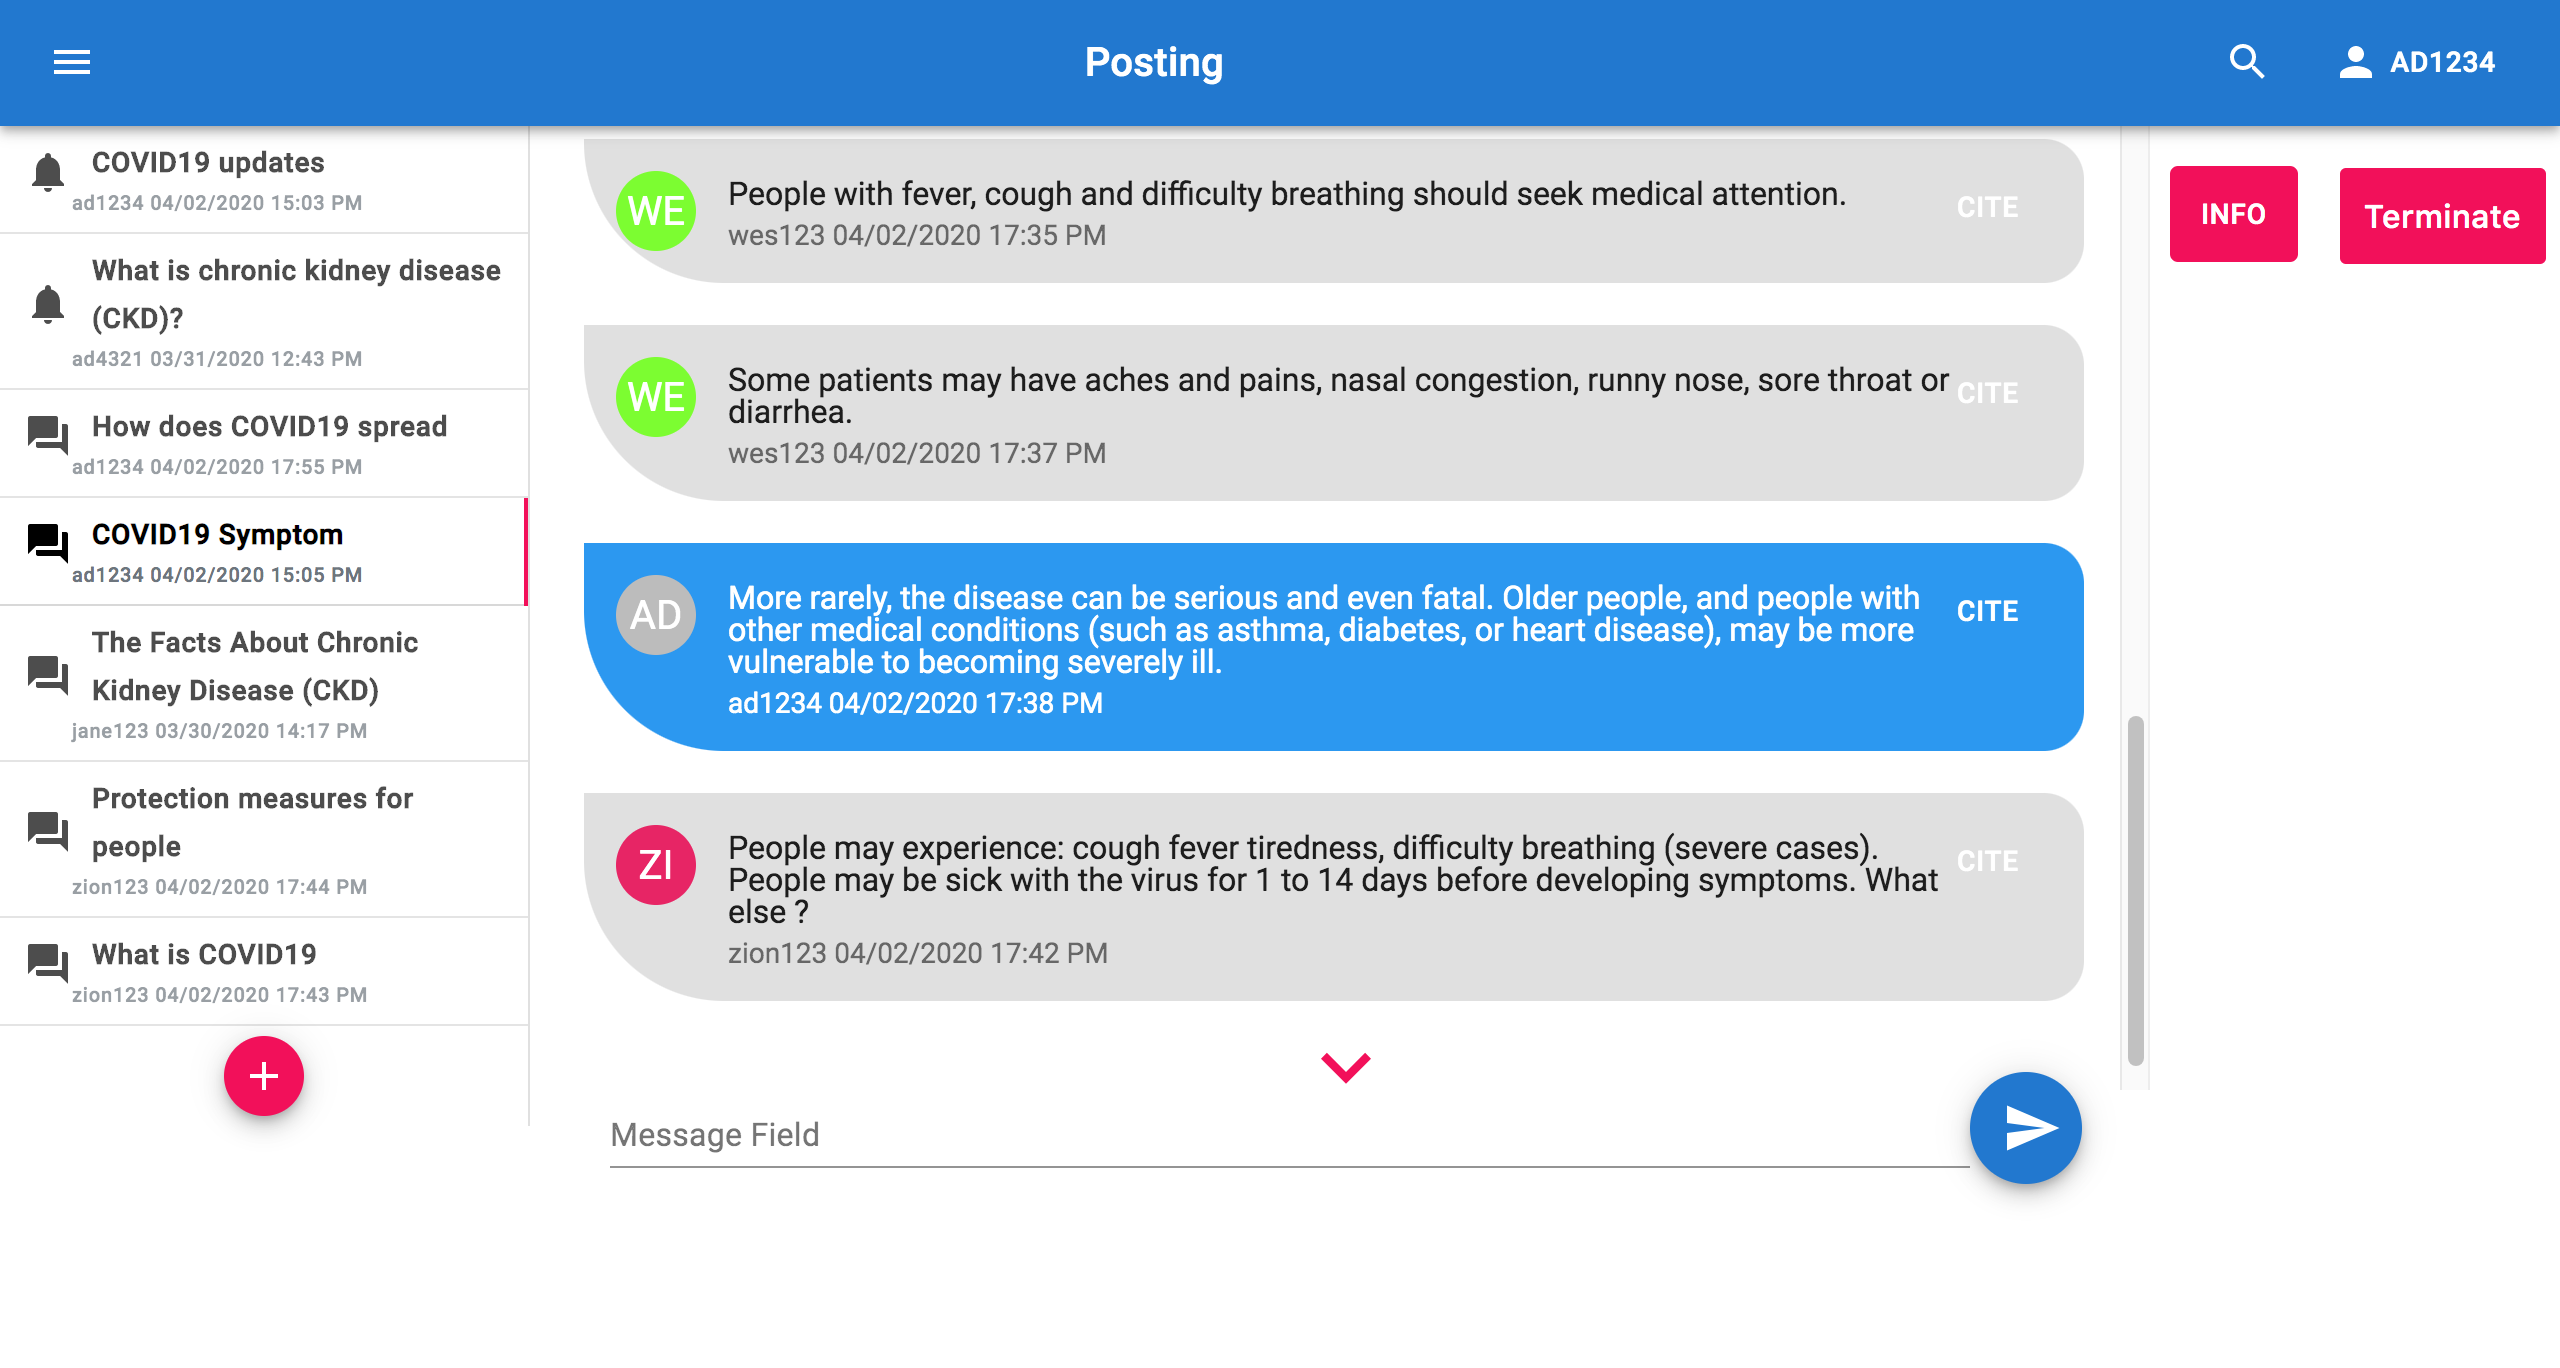 Posting
AD1234
COVID19 updates
ad1234 04/02/2020 15:03 PM
What is chronic kidney disease
(CKD)?
ad4321 03/31/2020 12:43 PM
How does COVID19 spread
ad1234 04/02/2020 17:55 PM
COVID19 Symptom
ad1234 04/02/2020 15:05 PM
The Facts About Chronic
Kidney Disease (CKD)
jane123 03/30/2020 14:17 PM
Protection measures for
people
zion123 04/02/2020 17:44 PM
What is COVID19
zion123 04/02/2020 17:43 PM
WE
People with fever, cough and difficulty breathing should seek medical attention.
wes123 04/02/2020 17:35 PM
CITE
WE
Some patients may have aches and pains, nasal congestion, runny nose, sore throat or
diarrhea.
wes123 04/02/2020 17:37 PM
CITE
AD
More rarely, the disease can be serious and even fatal. Older people, and people with
other medical conditions (such as asthma, diabetes, or heart disease), may be more
vulnerable to becoming severely ill.
ad1234 04/02/2020 17:38 PM
CITE
ZI
People may experience: cough fever tiredness, difficulty breathing (severe cases).
People may be sick with the virus for 1 to 14 days before developing symptoms. What
else ?
zion123 04/02/2020 17:42 PM
CITE
Message Field
INFO
Terminate